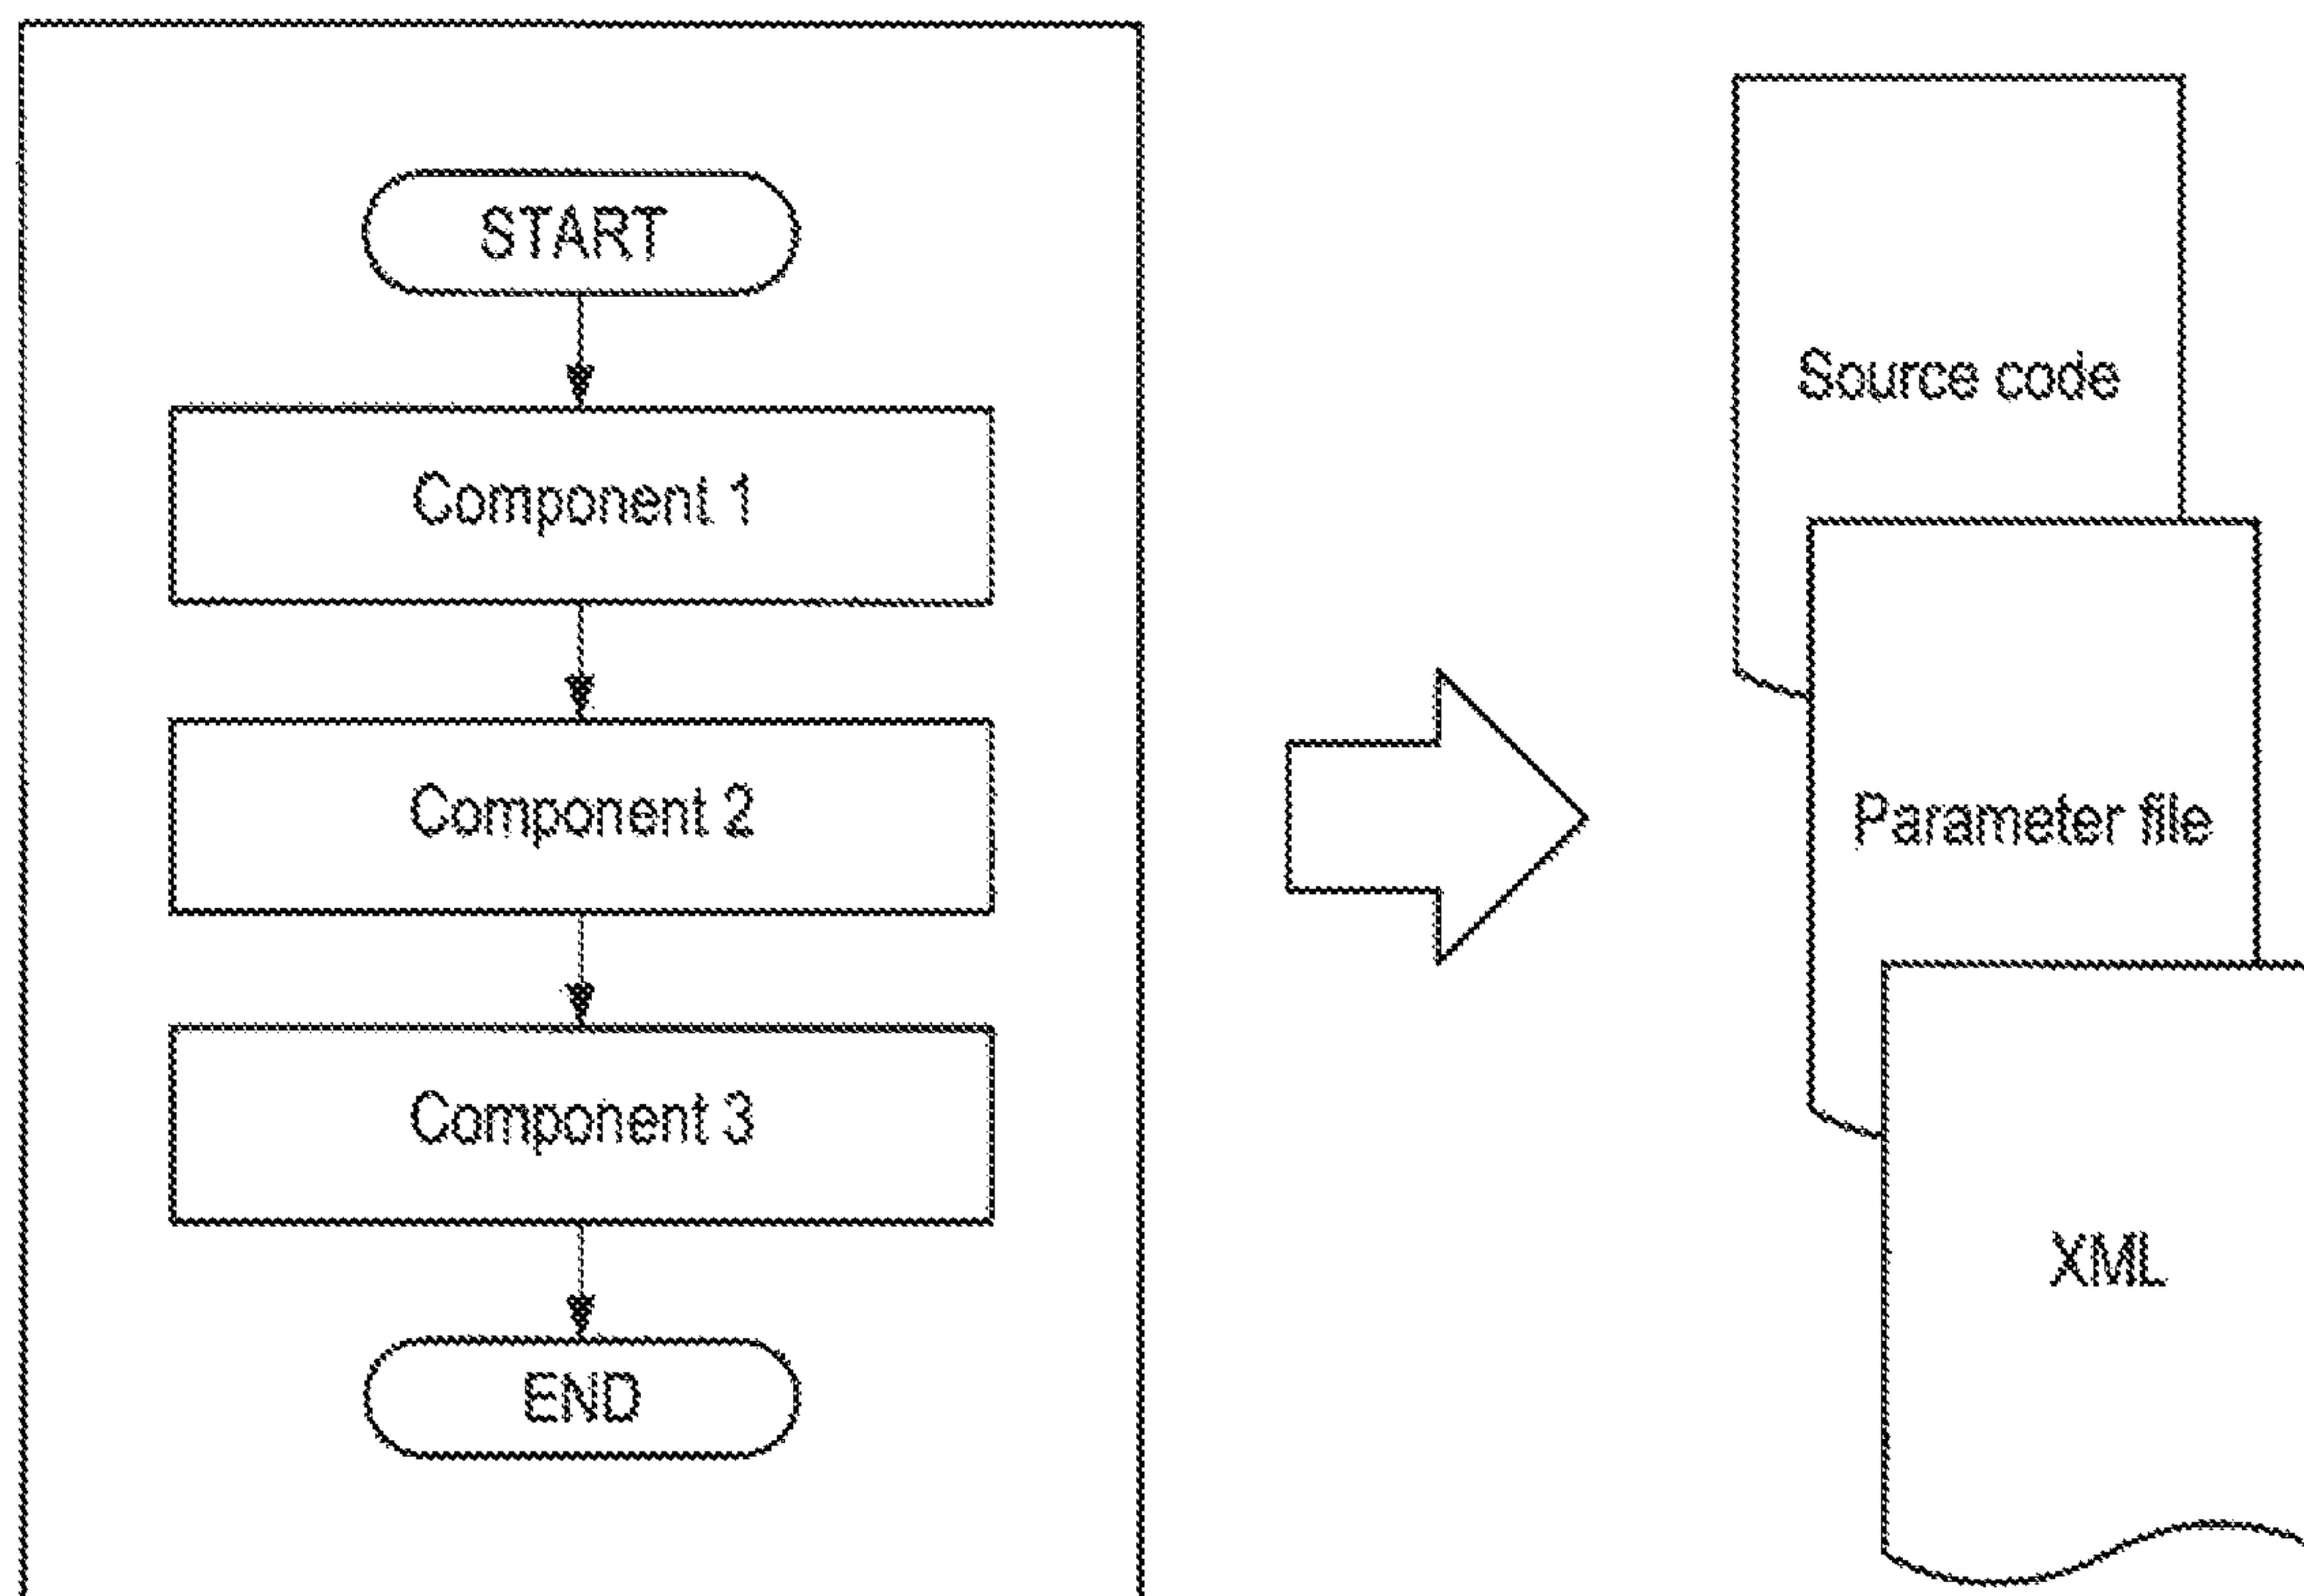 START
Component 1
Component 2
Component 3
END
Source code
Parameter file
XML